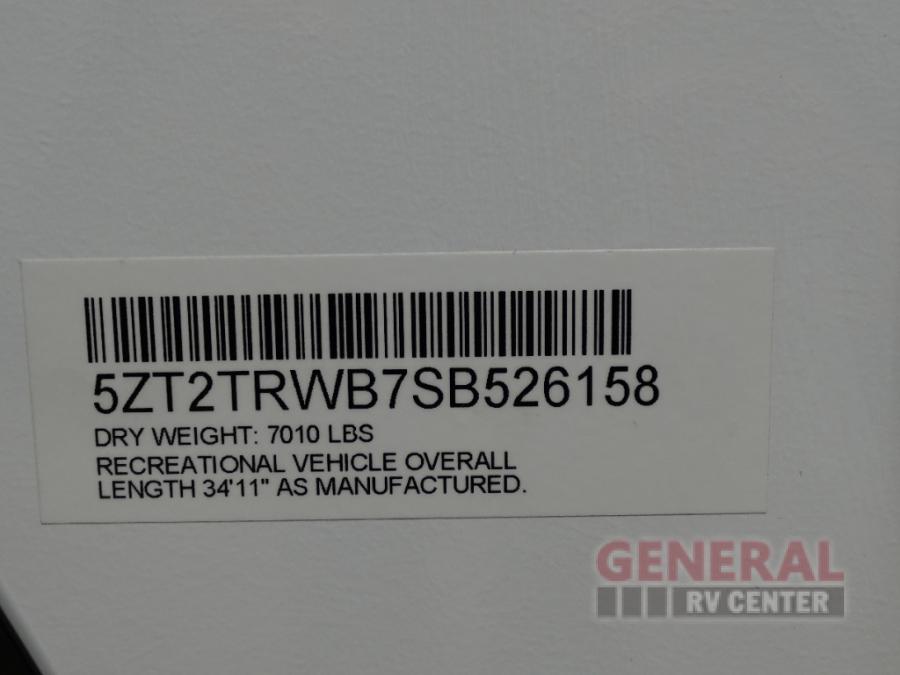 5ZT2TRWB7SB526158
DRY WEIGHT: 7010 LBS
RECREATIONAL VEHICLE OVERALL
LENGTH 34'11" AS MANUFACTURED.
GENERAL
RV CENTER